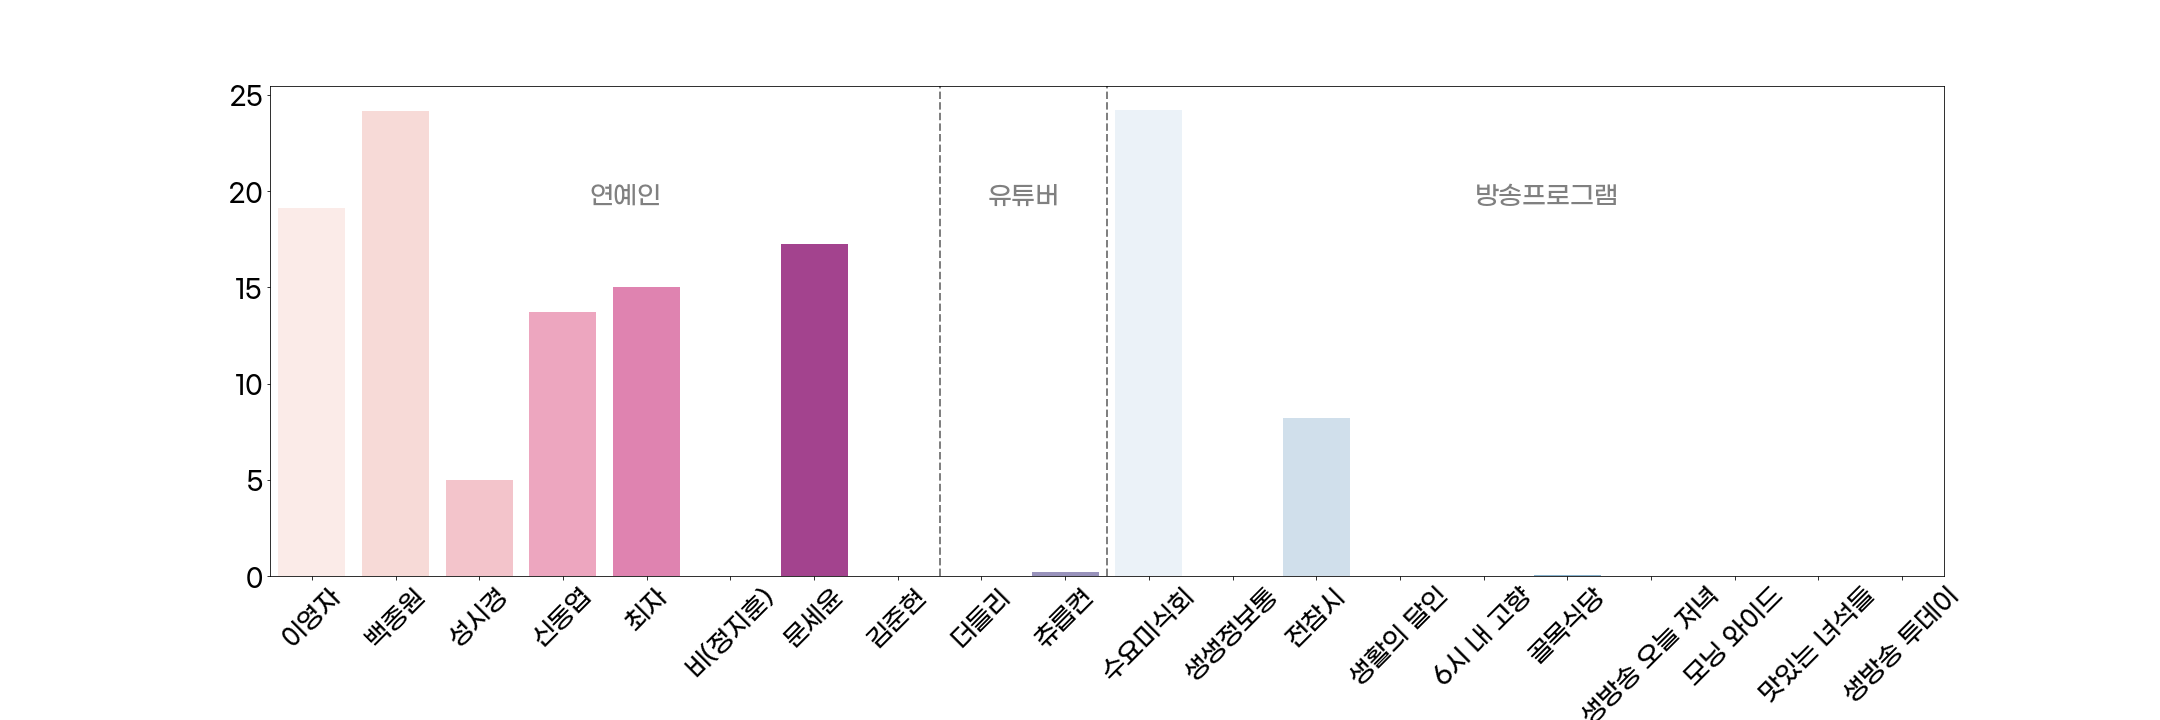 25
20
15
10
5
0
연예인
유튜버
방송프로그램
이영자
백종원
성시경
신동엽
최자
비(정지훈)
문세윤
김준현
더들리
츄릅켠
수요미식회
생생정보통
전참시
생활의 달인
6시 내 고향
골목식당
생방송 오늘 저녁
모닝 와이드
맛있는 녀석들
생방송 투데이